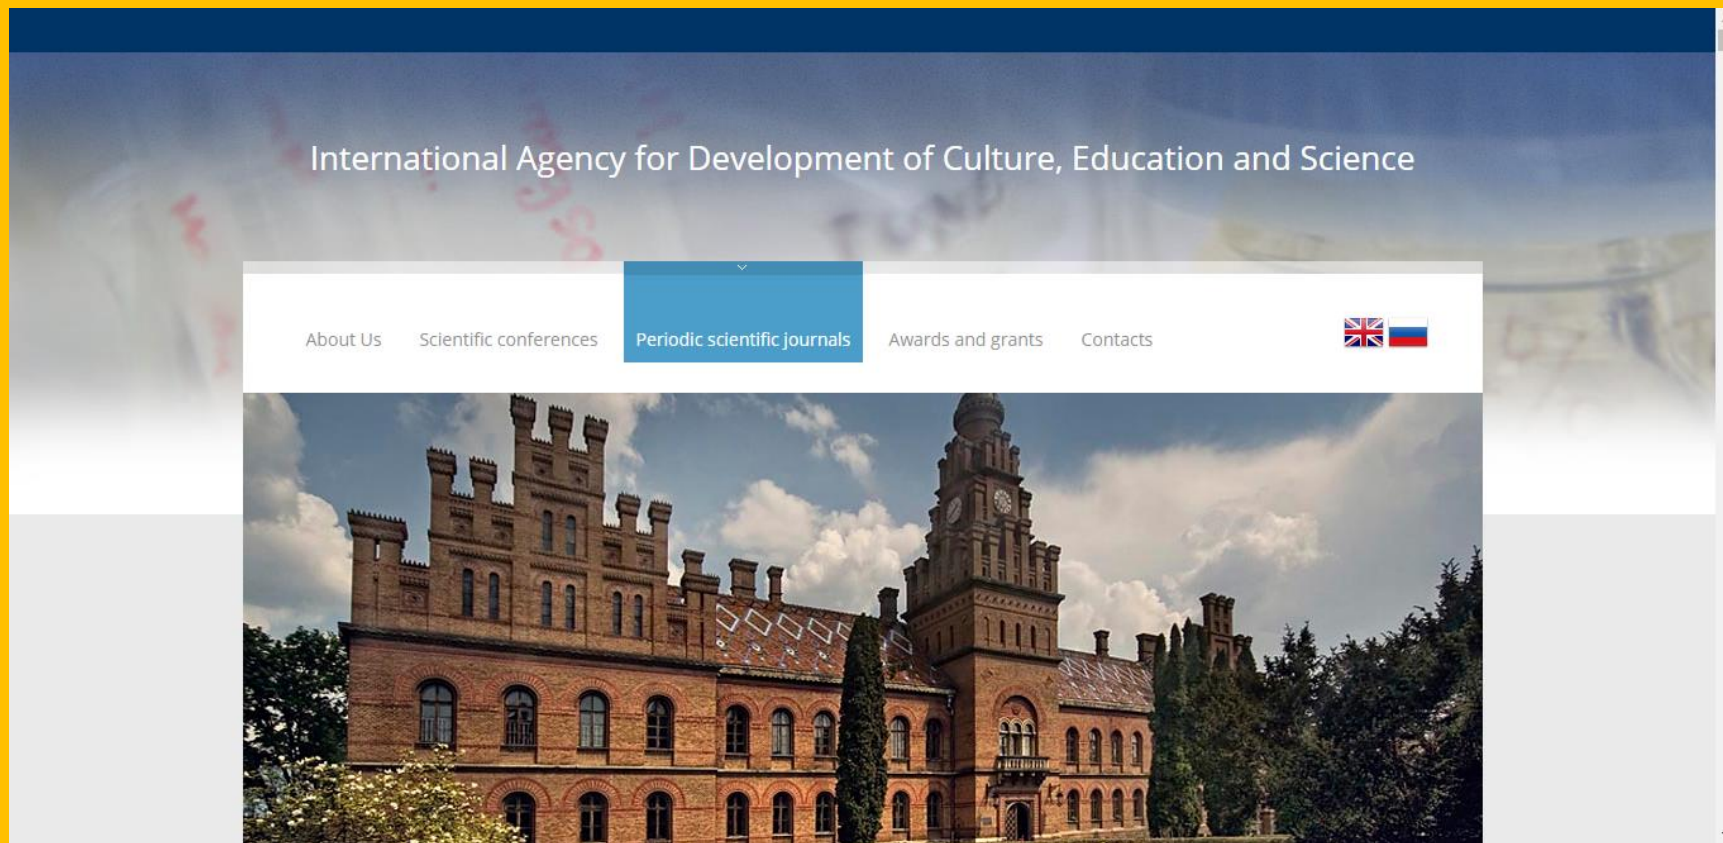 International Agency for Development of Culture, Education and Science
About Us Scientific conferences Periodic scientific journals Awards and grants Contacts